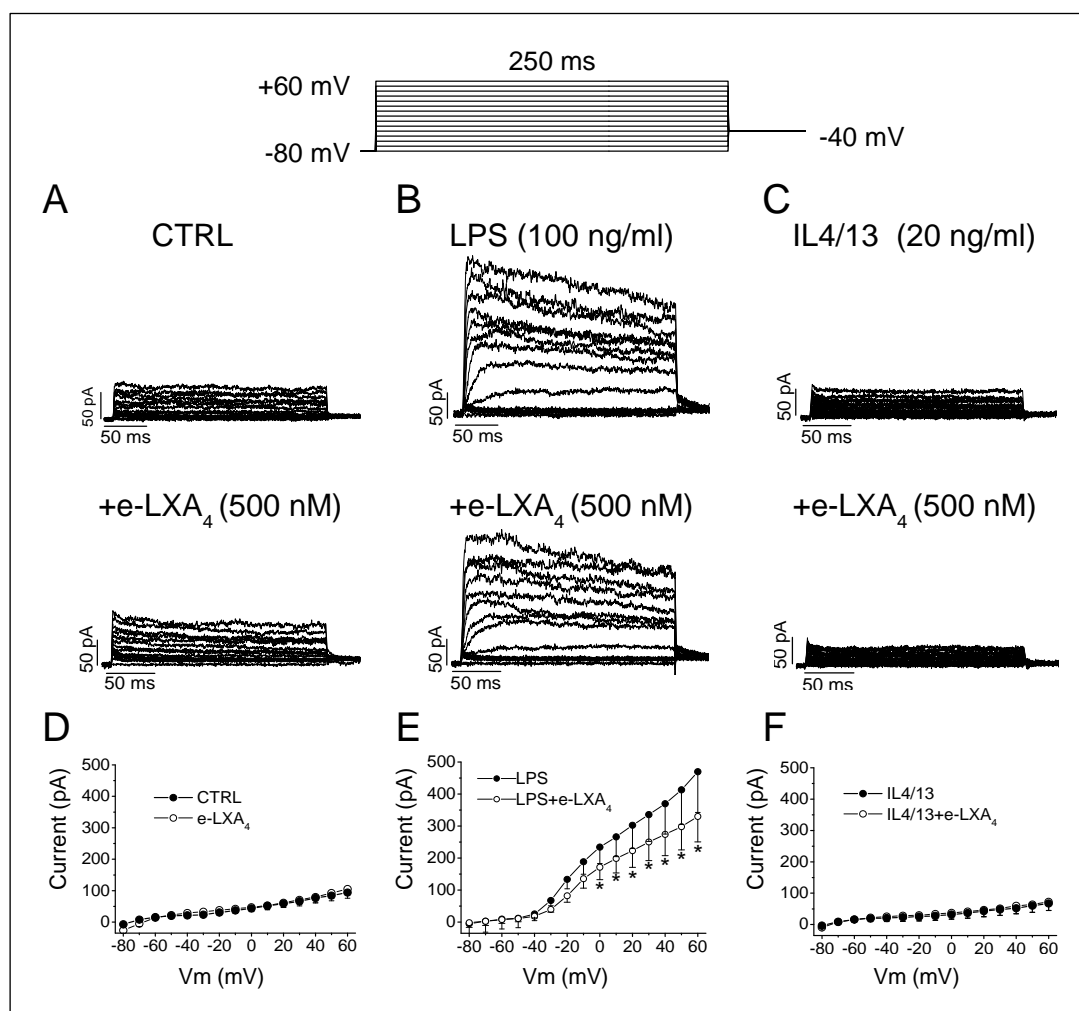 250 ms
+60 mV
-80 mV
-40 mV
A
CTRL
B
LPS (100 ng/ml)
C
IL4/13 (20 ng/ml)
50 pA
50 ms
50 pA
50 ms
50 pA
50 ms
+e-LXA4 (500 nM)
+e-LXA4 (500 nM)
+e-LXA4 (500 nM)
50 pA
50 ms
50 pA
50 ms
50 pA
50 ms
D
Current (pA)
500
400
300
200
100
0
CTRL
e-LXA4
-80 -60 -40 -20 0 20 40 60
Vm (mV)
E
Current (pA)
500
400
300
200
100
0
LPS
LPS+e-LXA4
* * * * * * *
-80 -60 -40 -20 0 20 40 60
Vm (mV)
F
Current (pA)
500
400
300
200
100
0
IL4/13
IL4/13+e-LXA4
-80 -60 -40 -20 0 20 40 60
Vm (mV)